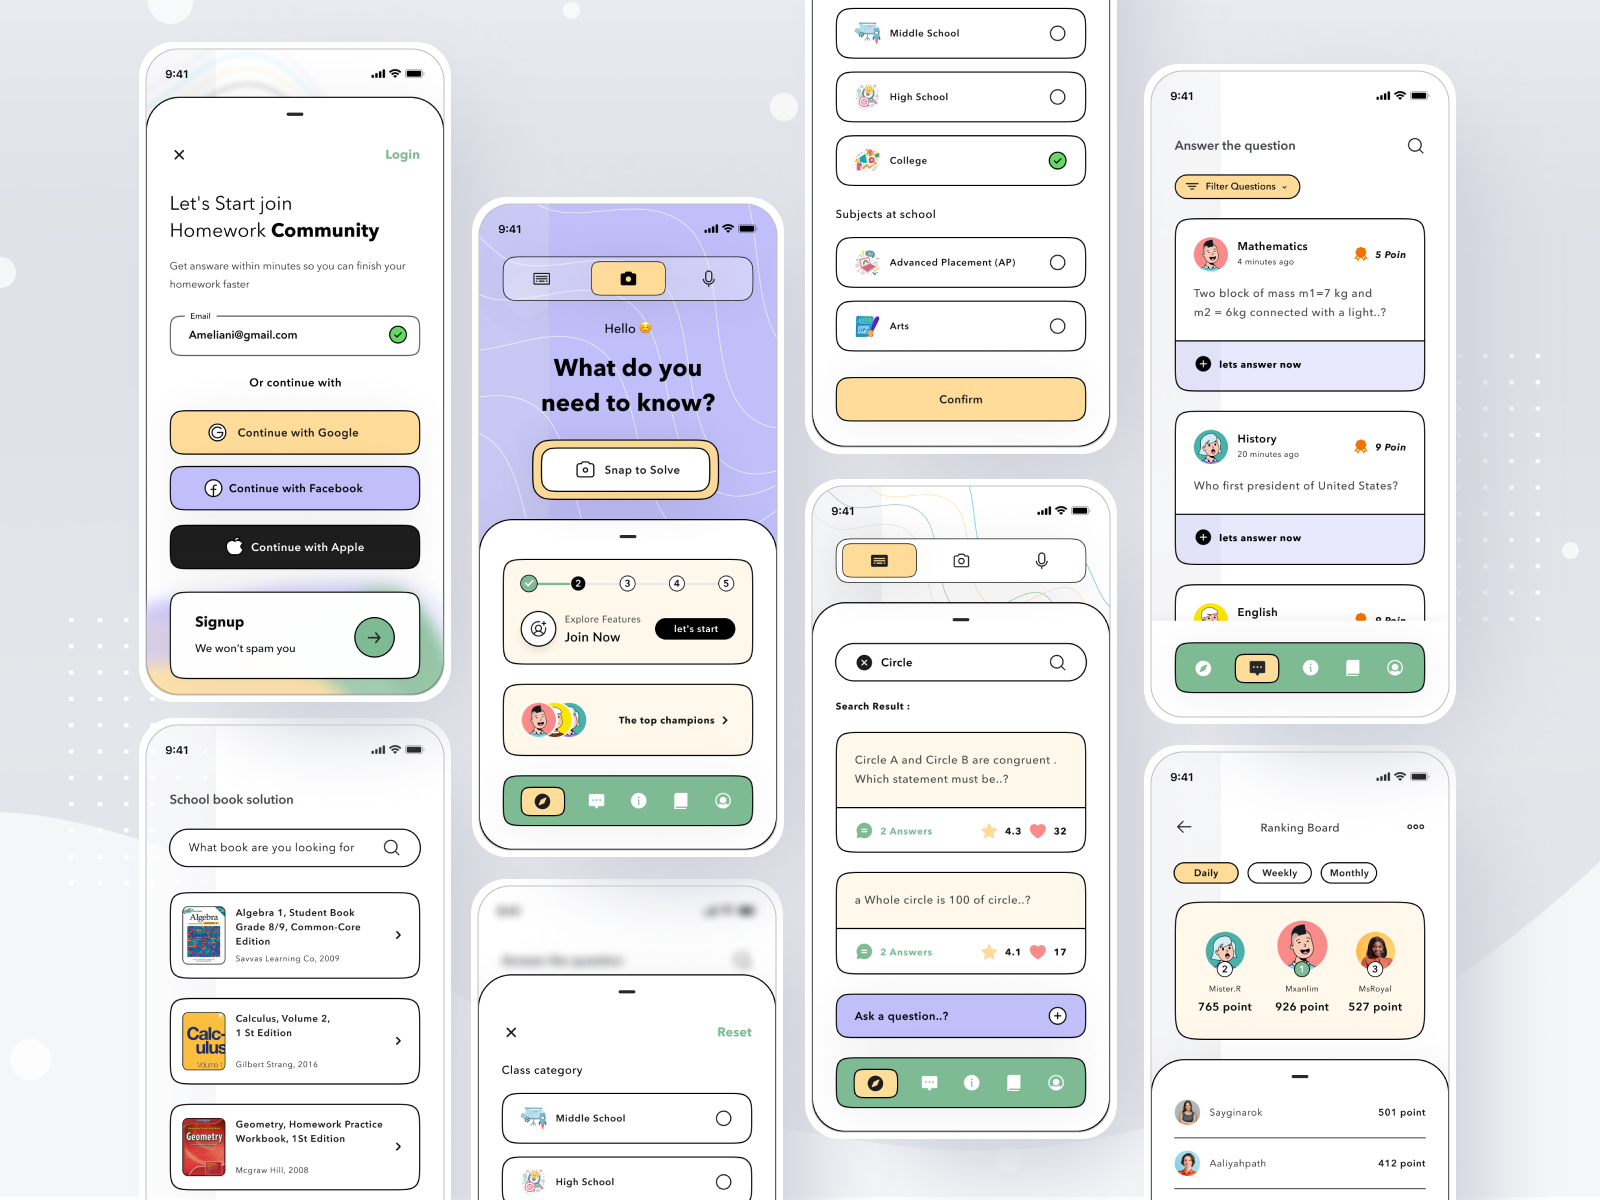 9:41
Login
Let's Start join
Homework Community
Get answare within minutes so you can finish your
homework faster
Email
Ameliani@gmail.com
Or continue with
Continue with Google
Continue with Facebook
Continue with Apple
Signup
We won't spam you
9:41
School book solution
What book are you looking for
Algebra
Algebra 1, Student Book
Grade 8/9, Common-Core
Edition
Savvas Learning Co, 2009
Calc-
ulus
Volume 1
Calculus, Volume 2,
1 St Edition
Gilbert Strang, 2016
Geometry
Geometry, Homework Practice
Workbook, 1St Edition
Mcgraw Hill, 2008
9:41
Hello
What do you
need to know?
Snap to Solve
2 3 4 5
Explore Features
Join Now
let's start
The top champions
Answer the question
Reset
Class category
Middle School
High School
Middle School
High School
College
Subjects at school
Advanced Placement (AP)
Arts
Confirm
9:41
Circle
Search Result :
Circle A and Circle B are congruent .
Which statement must be..?
2 Answers 4.3 32
a Whole circle is 100 of circle..?
2 Answers 4.1 17
Ask a question..?
9:41
Answer the question
Filter Questions
Mathematics
4 minutes ago
5 Poin
Two block of mass m1=7 kg and
m2 = 6kg connected with a light..?
lets answer now
History
20 minutes ago
9 Poin
Who first president of United States?
lets answer now
English
9 Poin
9:41
Ranking Board
Daily Weekly Monthly
2 1 3
Mister.R Mxanlim MsRoyal
765 point 926 point 527 point
Sayginarok 501 point
Aaliyahpath 412 point